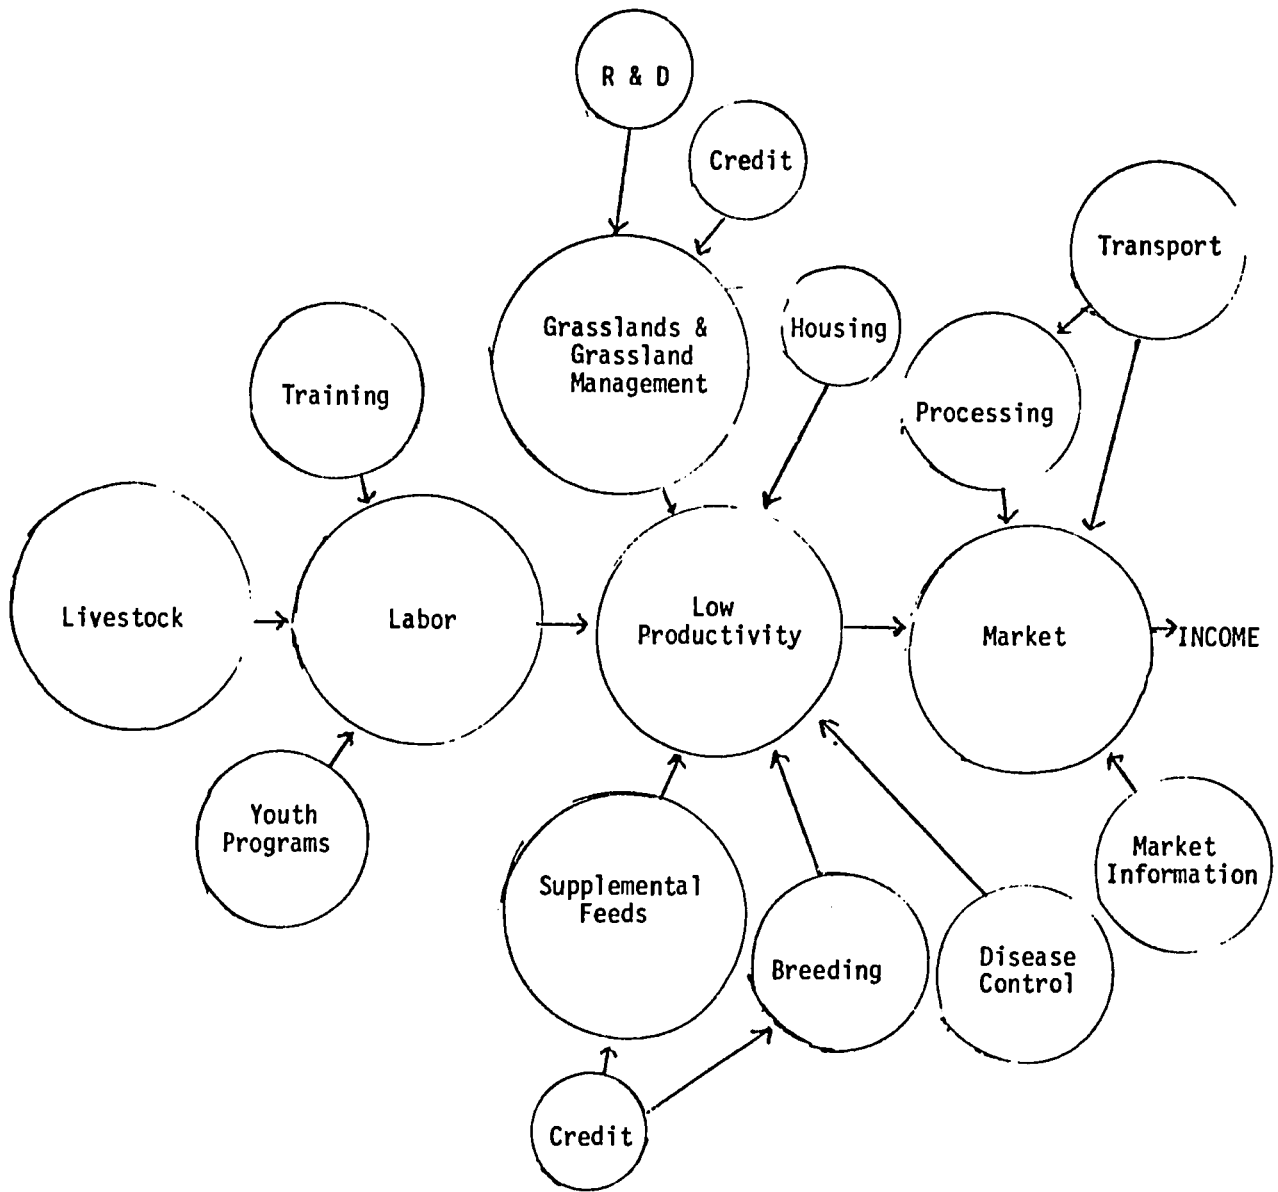 R & D
Credit
Transport
Grasslands &
Grassland
Management
Housing
Training
Processing
Livestock
Labor
Low
Productivity
Market
INCOME
Youth
Programs
Supplemental
Feeds
Breeding
Disease
Control
Market
Information
Credit